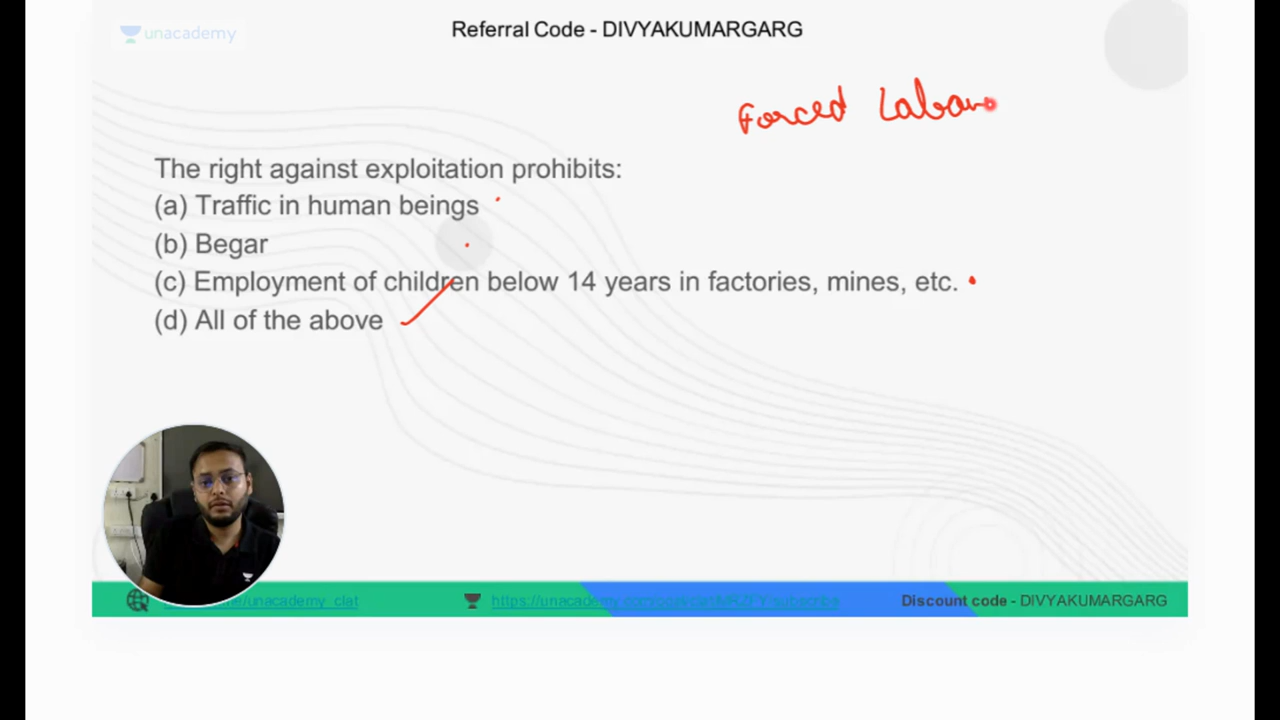 unacademy
Referral Code - DIVYAKUMARGARG
Forced Labour
The right against exploitation prohibits:
(a) Traffic in human beings
(b) Begar
(c) Employment of children below 14 years in factories, mines, etc.
(d) All of the above
/unacademy_clat
Discount code - DIVYAKUMARGARG